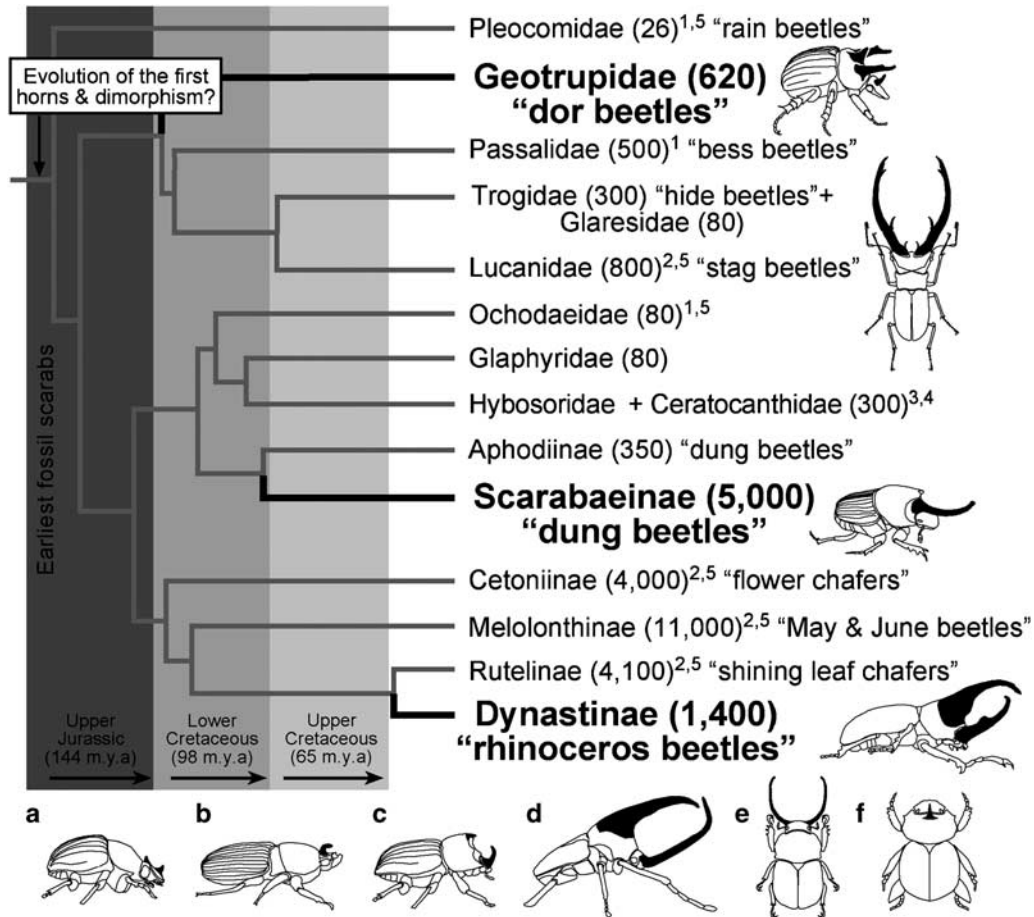 Pleocomidae (26)1,5 “rain beetles”
Evolution of the first
horns & dimorphism?
Geotrupidae (620)
“dor beetles”
Passalidae (500)1 “bess beetles”
Trogidae (300) “hide beetles”+
Glaresidae (80)
Lucanidae (800)2,5 “stag beetles”
Ochodaeidae (80)1,5
Glaphyridae (80)
Hybosoridae + Ceratocanthidae (300)3,4
Earliest fossil scarabs
Aphodiinae (350) “dung beetles”
Scarabaeinae (5,000)
“dung beetles”
Cetoniinae (4,000)2,5 “flower chafers”
Melolonthinae (11,000)2,5 “May & June beetles”
Rutelinae (4,100)2,5 “shining leaf chafers”
Dynastinae (1,400)
“rhinoceros beetles”
Upper
Jurassic
(144 m.y.a)
Lower
Cretaceous
(98 m.y.a)
Upper
Cretaceous
(65 m.y.a)
a
b
c
d
e
f